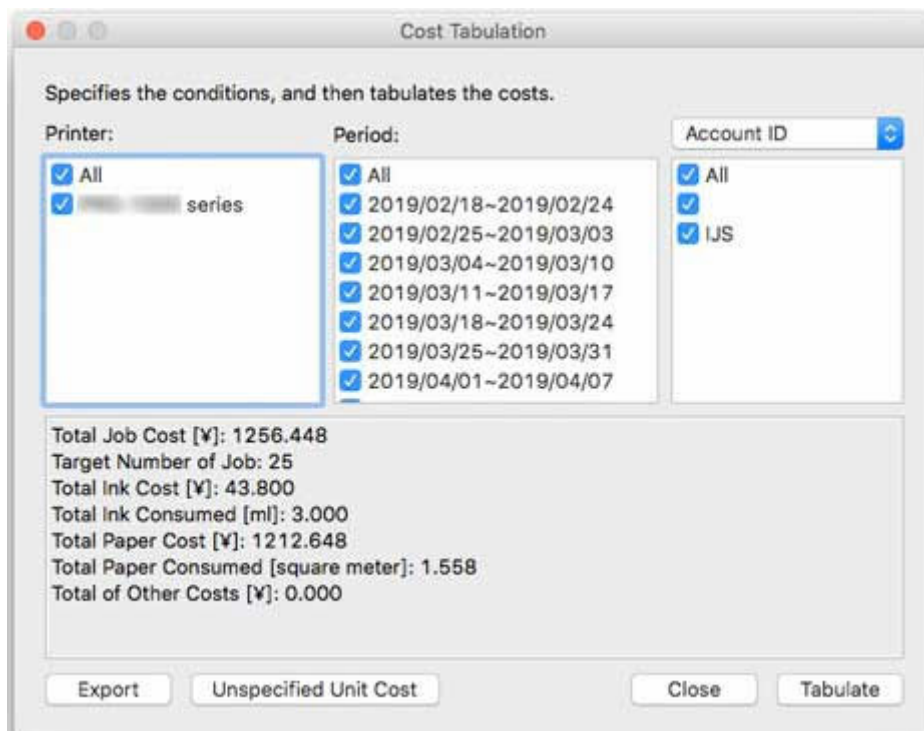 Cost Tabulation
Specifies the conditions, and then tabulates the costs.
Printer:
All
series
Period:
All
2019/02/18~2019/02/24
2019/02/25~2019/03/03
2019/03/04~2019/03/10
2019/03/11~2019/03/17
2019/03/18~2019/03/24
2019/03/25~2019/03/31
2019/04/01~2019/04/07
Account ID
All
IJS
Total Job Cost [¥]: 1256.448
Target Number of Job: 25
Total Ink Cost [¥]: 43.800
Total Ink Consumed [ml]: 3.000
Total Paper Cost [¥]: 1212.648
Total Paper Consumed [square meter]: 1.558
Total of Other Costs [¥]: 0.000
Export
Unspecified Unit Cost
Close
Tabulate